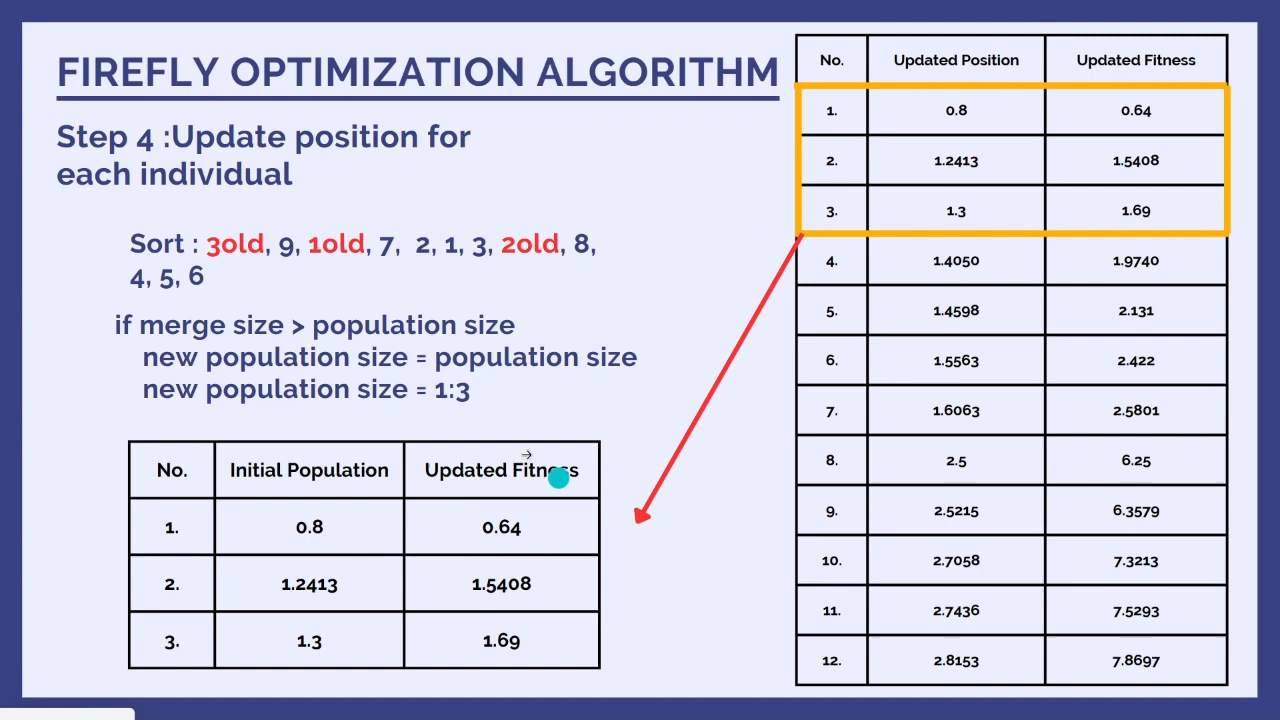 FIREFLY OPTIMIZATION ALGORITHM
Step 4 :Update position for
each individual
Sort : 3old, 9, 1old, 7, 2, 1, 3, 2old, 8,
4, 5, 6
if merge size > population size
new population size = population size
new population size = 1:3
No. Initial Population Updated Fitness
1. 0.8 0.64
2. 1.2413 1.5408
3. 1.3 1.69
No. Updated Position Updated Fitness
1. 0.8 0.64
2. 1.2413 1.5408
3. 1.3 1.69
4. 1.4050 1.9740
5. 1.4598 2.131
6. 1.5563 2.422
7. 1.6063 2.5801
8. 2.5 6.25
9. 2.5215 6.3579
10. 2.7058 7.3213
11. 2.7436 7.5293
12. 2.8153 7.8697